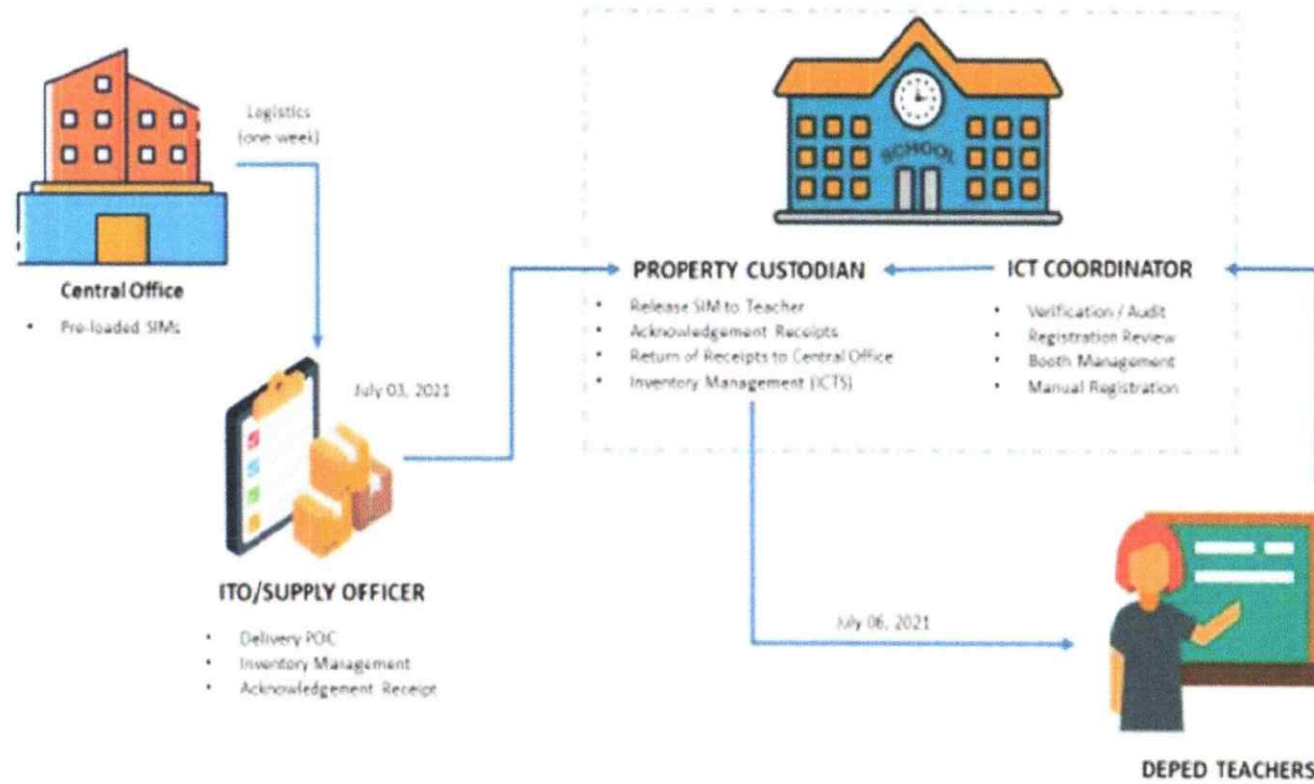 Logistics
(one week)
SCHOOL
Central Office
• Pre-loaded SIMs
July 03, 2021
PROPERTY CUSTODIAN
• Release SIM to Teacher
• Acknowledgement Receipts
• Return of Receipts to Central Office
• Inventory Management (ICTS)
ICT COORDINATOR
• Verification / Audit
• Registration Review
• Booth Management
• Manual Registration
ITO/SUPPLY OFFICER
• Delivery POC
• Inventory Management
• Acknowledgement Receipt
July 06, 2021
DEPED TEACHERS